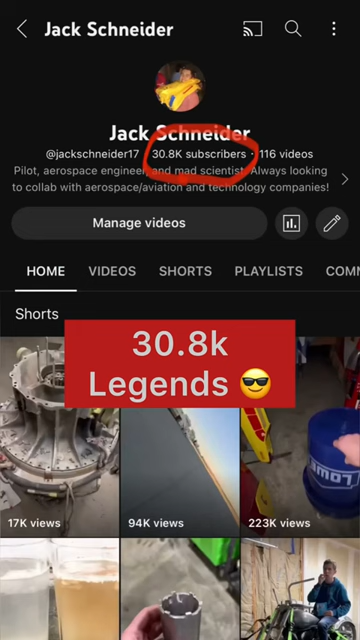 Jack Schneider
Jack Schneider
@jackschneider17 · 30.8K subscribers · 116 videos
Pilot, aerospace engineer, and mad scientist. Always looking
to collab with aerospace/aviation and technology companies!
Manage videos
HOME VIDEOS SHORTS PLAYLISTS COMM
Shorts
30.8k
Legends 😎
LOWE'
17K views 94K views 223K views